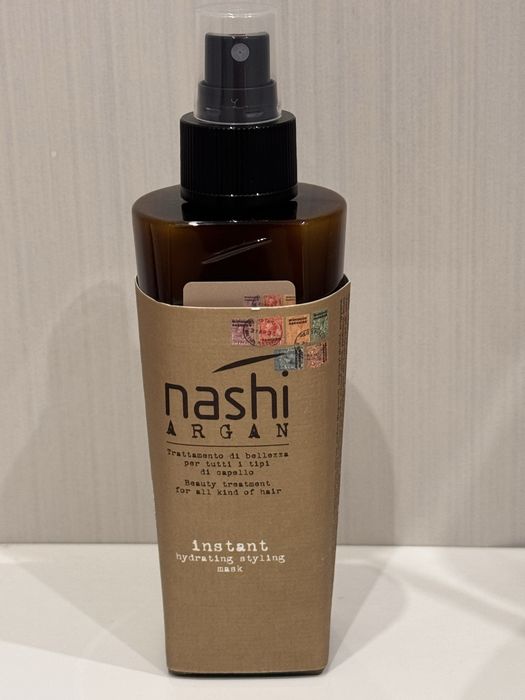 nashi
ARGAN
Trattamento di bellezza
per tutti i tipi
di capello
Beauty treatment
for all kind of hair
instant
hydrating styling
mask